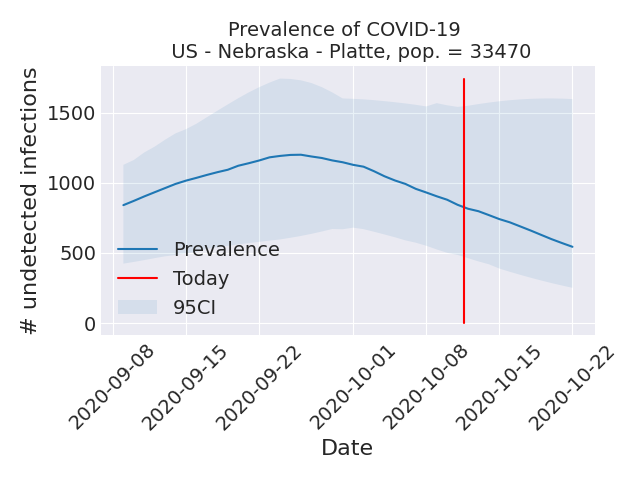 Prevalence of COVID-19
US - Nebraska - Platte, pop. = 33470
# undetected infections
1500
1000
500
0
Prevalence
Today
95CI
2020-09-08
2020-09-15
2020-09-22
2020-10-01
2020-10-08
2020-10-15
2020-10-22
Date